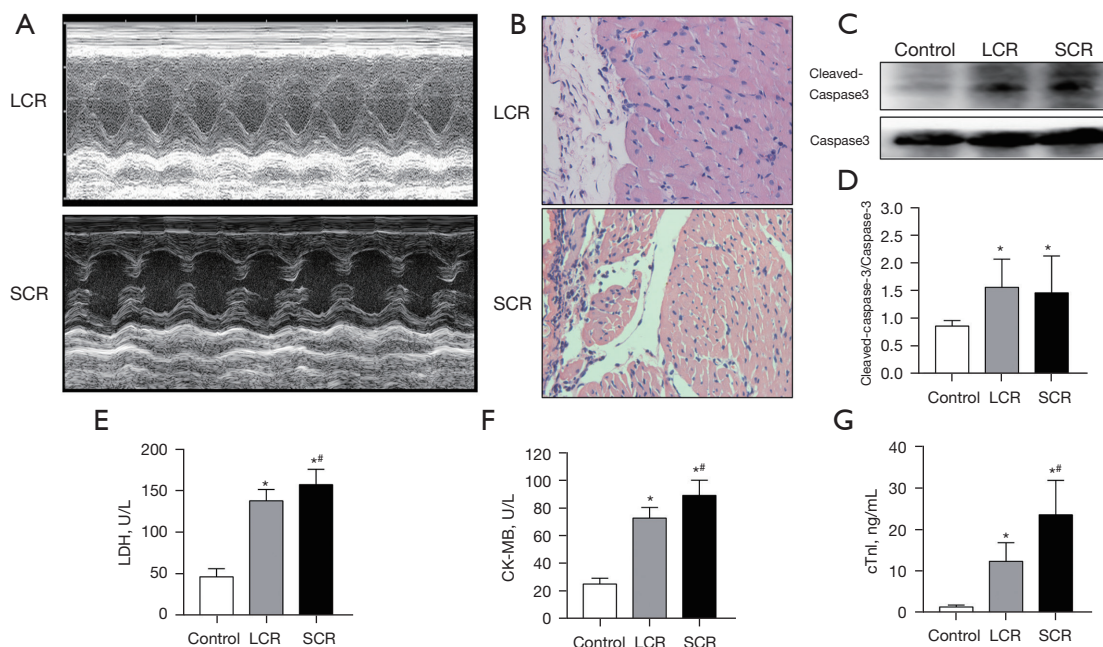 A
LCR
SCR
B
LCR
SCR
C
Control LCR SCR
Cleaved-
Caspase3
Caspase3
D
Cleaved-caspase-3/Caspase-3
3.0
2.5
2.0
1.5
1.0
0.5
0.0
* *
Control LCR SCR
E
LDH, U/L
200
150
100
50
0
* *#
Control LCR SCR
F
CK-MB, U/L
120
100
80
60
40
20
0
* *#
Control LCR SCR
G
cTnI, ng/mL
40
30
20
10
0
* *#
Control LCR SCR